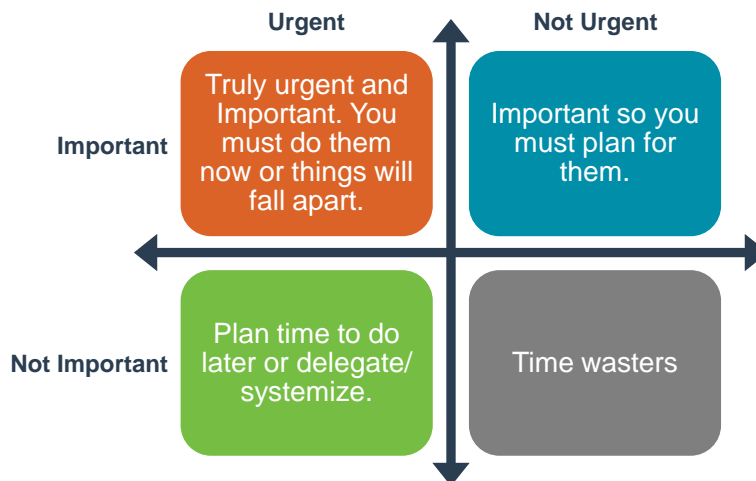 Urgent
Not Urgent
Important
Truly urgent and
Important. You
must do them
now or things will
fall apart.
Important so you
must plan for
them.
Not Important
Plan time to do
later or delegate/
systemize.
Time wasters